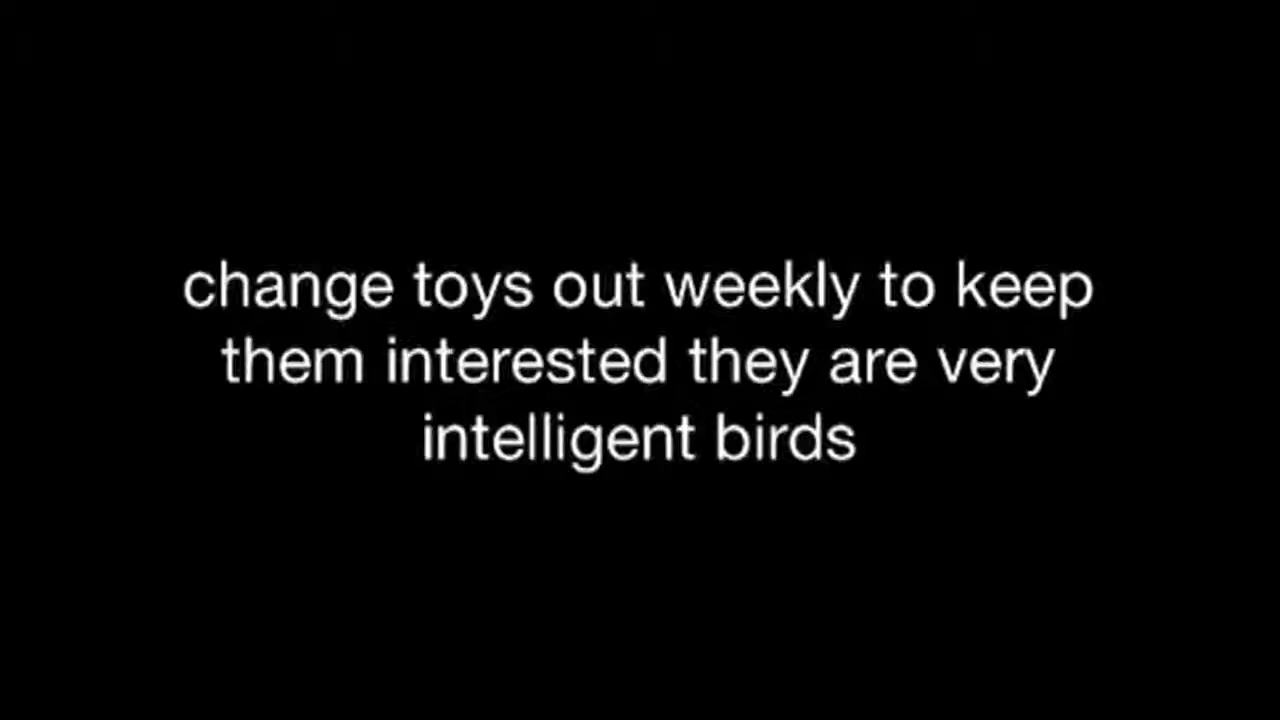 change toys out weekly to keep
them interested they are very
intelligent birds